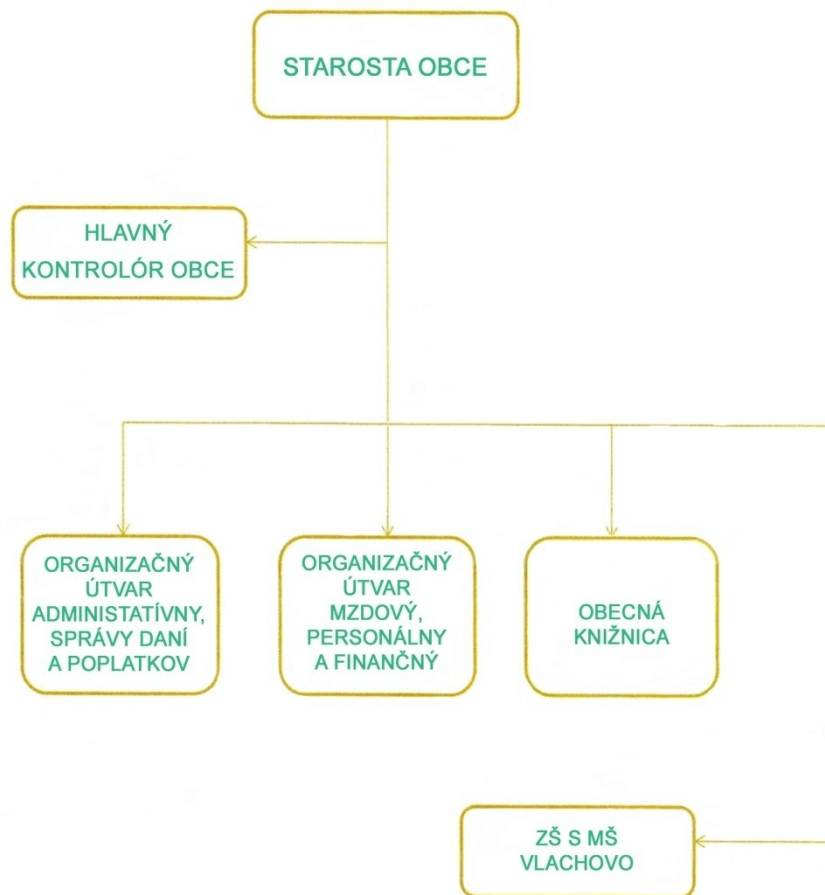 STAROSTA OBCE
HLAVNÝ
KONTROLÓR OBCE
ORGANIZAČNÝ
ÚTVAR
ADMINISTATÍVNY,
SPRÁVY DANÍ
A POPLATKOV
ORGANIZAČNÝ
ÚTVAR
MZDOVÝ,
PERSONÁLNY
A FINANČNÝ
OBECNÁ
KNIŽNICA
ZŠ S MŠ
VLACHOVO